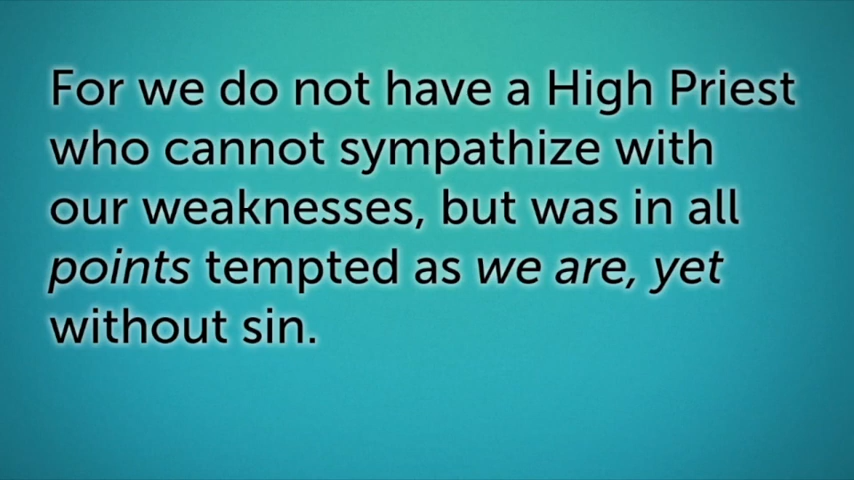 For we do not have a High Priest
who cannot sympathize with
our weaknesses, but was in all
points tempted as we are, yet
without sin.